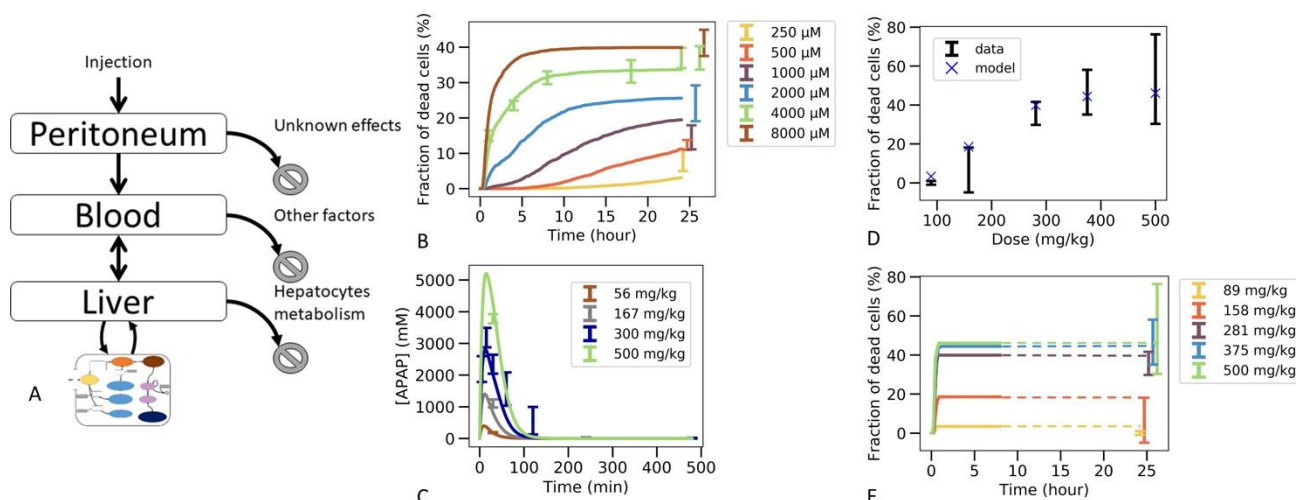 Injection
Peritoneum
Unknown effects
Blood
Other factors
Liver
Hepatocytes
metabolism
A
Fraction of dead cells (%)
40
30
20
10
0
0 5 10 15 20 25
Time (hour)
250 μM
500 μM
1000 μM
2000 μM
4000 μM
8000 μM
B
[APAP] (mM)
5000
4000
3000
2000
1000
0
0 100 200 300 400 500
Time (min)
56 mg/kg
167 mg/kg
300 mg/kg
500 mg/kg
C
Fraction of dead cells (%)
80
60
40
20
0
100 200 300 400 500
Dose (mg/kg)
data
model
D
Fraction of dead cells (%)
80
60
40
20
0
0 5 10 15 20 25
Time (hour)
89 mg/kg
158 mg/kg
281 mg/kg
375 mg/kg
500 mg/kg